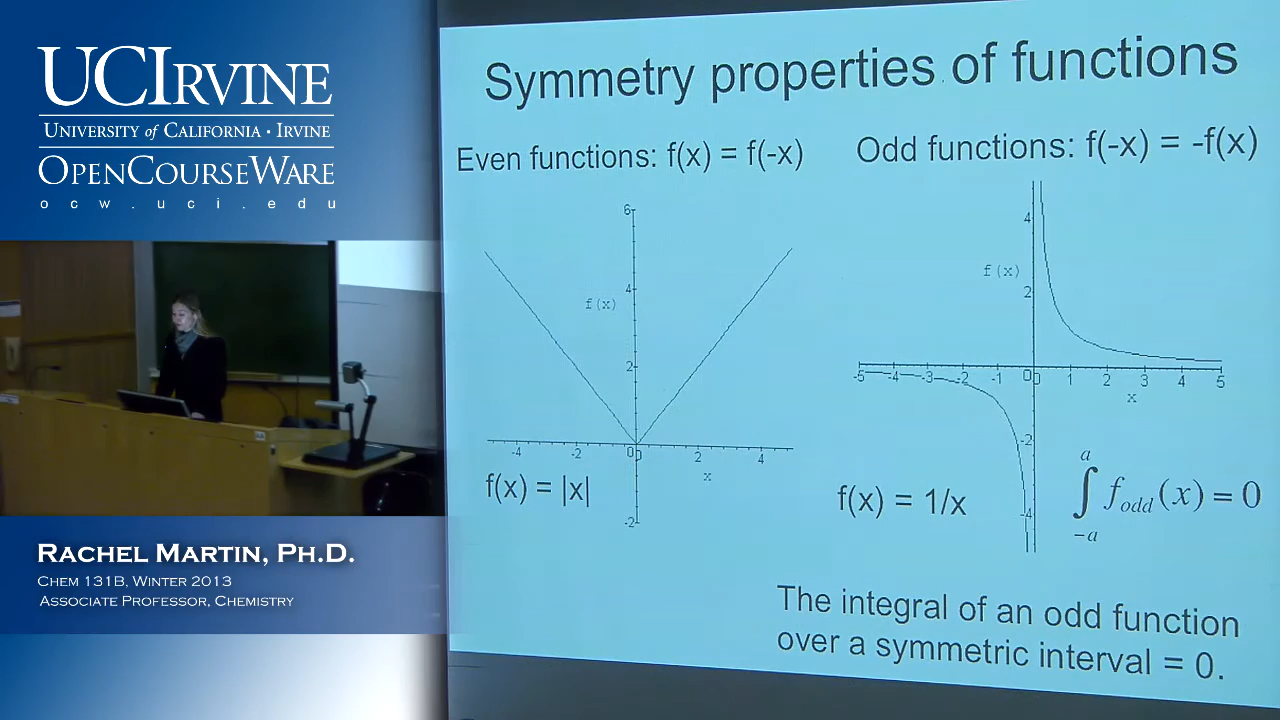 UCIRVINE
UNIVERSITY of CALIFORNIA · IRVINE
OPENCOURSEWARE
ocw.uci.edu
RACHEL MARTIN, PH.D.
CHEM 131B, WINTER 2013
ASSOCIATE PROFESSOR, CHEMISTRY
Symmetry properties of functions
Even functions: f(x) = f(-x)
6
f(x)
4
2
-4 -2 0 2 4
x
-2
f(x) = |x|
Odd functions: f(-x) = -f(x)
4
f(x)
2
-5 -4 -3 -2 -1 0 1 2 3 4 5
x
-2
-4
f(x) = 1/x
a
∫ f_odd(x) = 0
-a
The integral of an odd function
over a symmetric interval = 0.